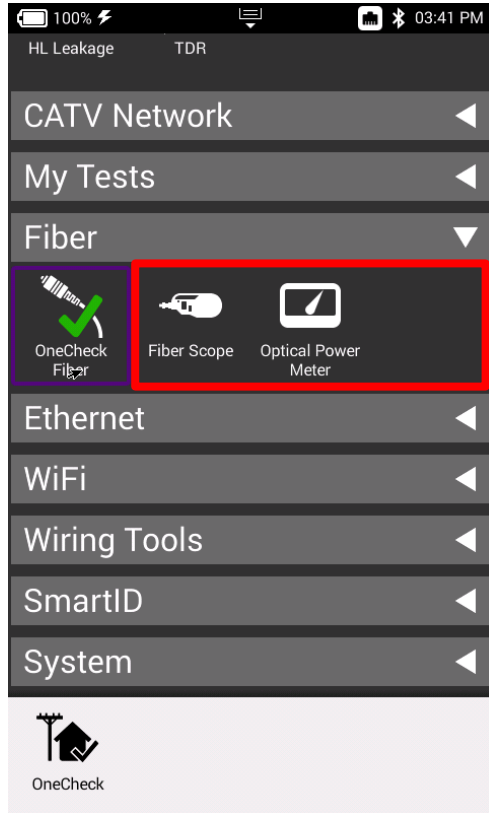 100% 03:41 PM
HL Leakage TDR
CATV Network
My Tests
Fiber
OneCheck
Fiber
Fiber Scope
Optical Power
Meter
Ethernet
WiFi
Wiring Tools
SmartID
System
OneCheck